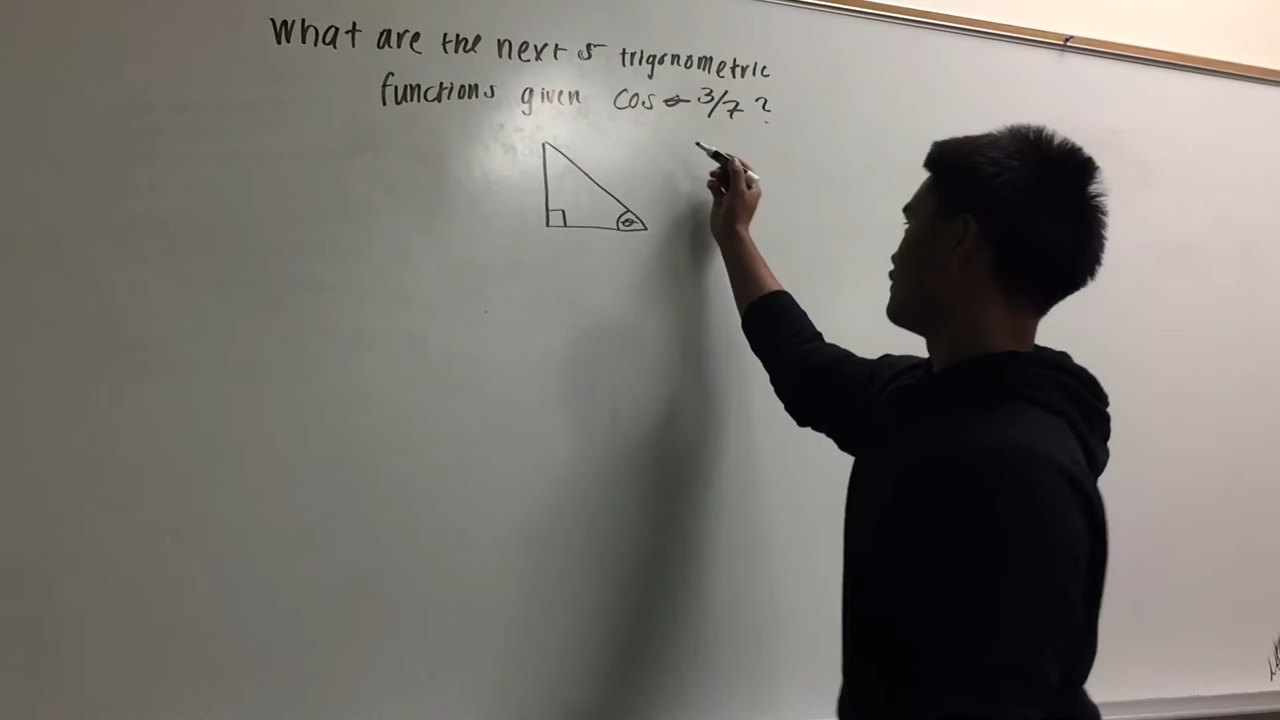 What are the next 5 trigonometric
functions given cos θ 3/7 ?
θ